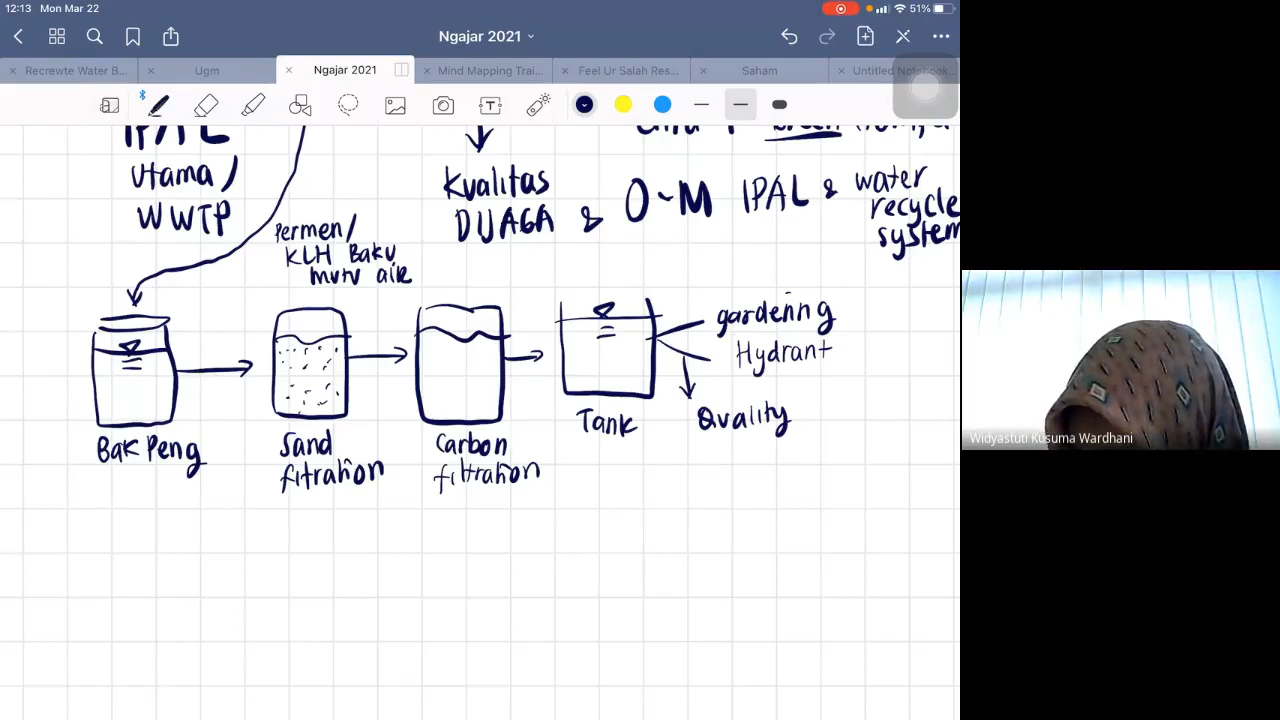 12:13 Mon Mar 22
51%
Ngajar 2021
Recrewte Water B...
Ugm
Ngajar 2021
Mind Mapping Trai...
Feel Ur Salah Res...
Saham
Untitled Notebook...
IPAL
Utama /
WWTP
Permen /
KLH Baku
mutu air
Kualitas
DIJAGA & O-M IPAL & water
recycle
system
gardening
Hydrant
Quality
Bak Peng
Sand
filtration
Carbon
filtration
Tank
Widyastuti Kusuma Wardhani